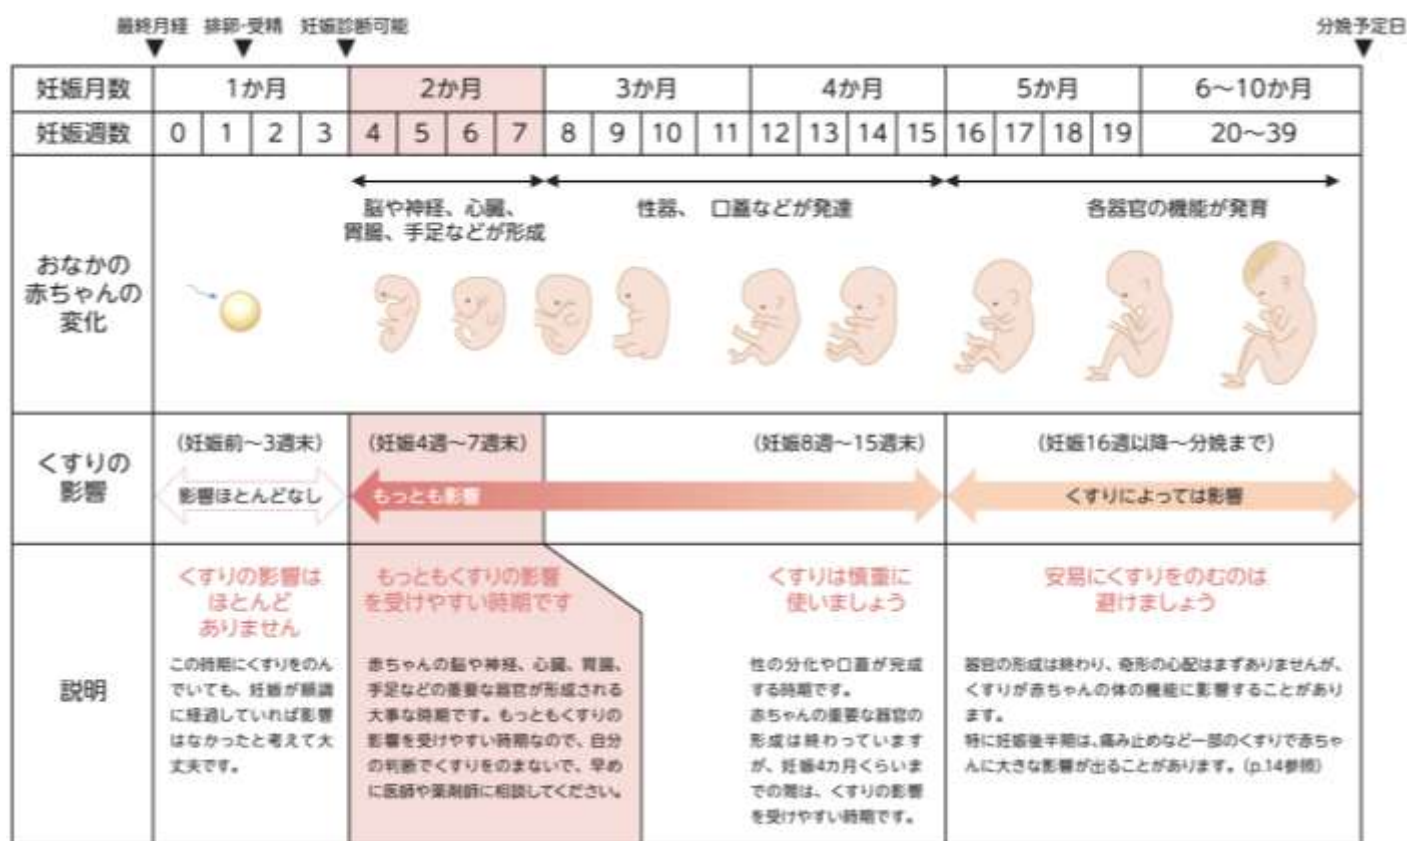 最終月経 排卵・受精 妊娠診断可能 分娩予定日
妊娠月数 1か月 2か月 3か月 4か月 5か月 6〜10か月
妊娠週数 0 1 2 3 4 5 6 7 8 9 10 11 12 13 14 15 16 17 18 19 20〜39
おなかの
赤ちゃんの
変化
脳や神経、心臓、
胃腸、手足などが形成
性器、 口蓋などが発達
各器官の機能が発育
くすりの
影響
(妊娠前〜3週末)
影響ほとんどなし
(妊娠4週〜7週末)
もっとも影響
(妊娠8週〜15週末)
(妊娠16週以降〜分娩まで)
くすりによっては影響
説明
くすりの影響は
ほとんど
ありません
この時期にくすりをのん
でいても、妊娠が順調
に経過していれば影響
はなかったと考えて大
丈夫です。
もっともくすりの影響
を受けやすい時期です
赤ちゃんの脳や神経、心臓、胃腸、
手足などの重要な器官が形成される
大事な時期です。もっともくすりの
影響を受けやすい時期なので、自分
の判断でくすりをのまないで、早め
に医師や薬剤師に相談してください。
くすりは慎重に
使いましょう
性の分化や口蓋が完成
する時期です。
赤ちゃんの重要な器官の
形成は終わっています
が、妊娠4カ月くらいま
での間は、くすりの影響
を受けやすい時期です。
安易にくすりをのむのは
避けましょう
器官の形成は終わり、奇形の心配はまずありませんが、
くすりが赤ちゃんの体の機能に影響することがあり
ます。
特に妊娠後半期は、痛み止めなど一部のくすりで赤ちゃ
んに大きな影響が出ることがあります。(p.14参照)